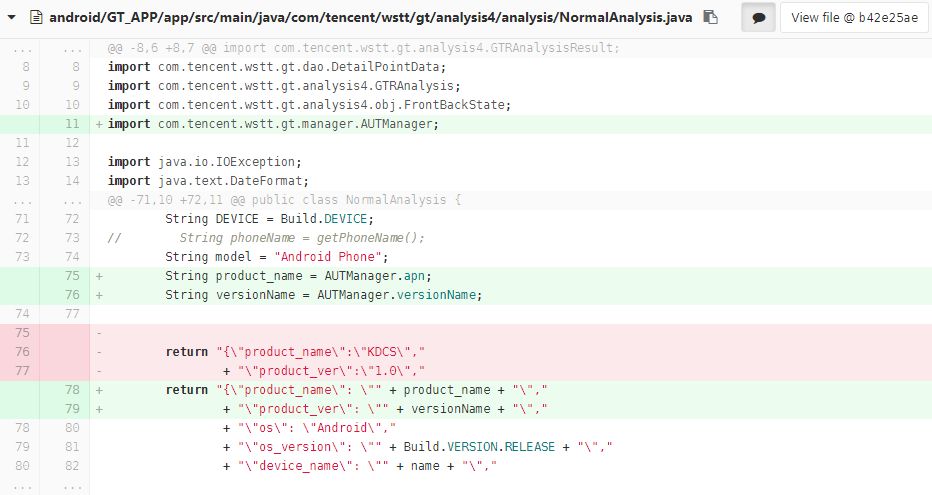 android/GT_APP/app/src/main/java/com/tencent/wstt/gt/analysis4/analysis/NormalAnalysis.java View file @ b42e25ae
... ... @@ -8,6 +8,7 @@ import com.tencent.wstt.gt.analysis4.GTRAnalysisResult;
8 8 import com.tencent.wstt.gt.dao.DetailPointData;
9 9 import com.tencent.wstt.gt.analysis4.GTRAnalysis;
10 10 import com.tencent.wstt.gt.analysis4.obj.FrontBackState;
11 + import com.tencent.wstt.gt.manager.AUTManager;
11 12
12 13 import java.io.IOException;
13 14 import java.text.DateFormat;
... ... @@ -71,10 +72,11 @@ public class NormalAnalysis {
71 72 String DEVICE = Build.DEVICE;
72 73 // String phoneName = getPhoneName();
73 74 String model = "Android Phone";
75 + String product_name = AUTManager.apn;
76 + String versionName = AUTManager.versionName;
74 77
75 -
76 - return "{\"product_name\":\"KDCS\","
77 - + "\"product_ver\":\"1.0\","
78 + return "{\"product_name\": \"" + product_name + "\","
79 + + "\"product_ver\": \"" + versionName + "\","
78 80 + "\"os\": \"Android\","
79 81 + "\"os_version\": \"" + Build.VERSION.RELEASE + "\","
80 82 + "\"device_name\": \"" + name + "\","
... ...